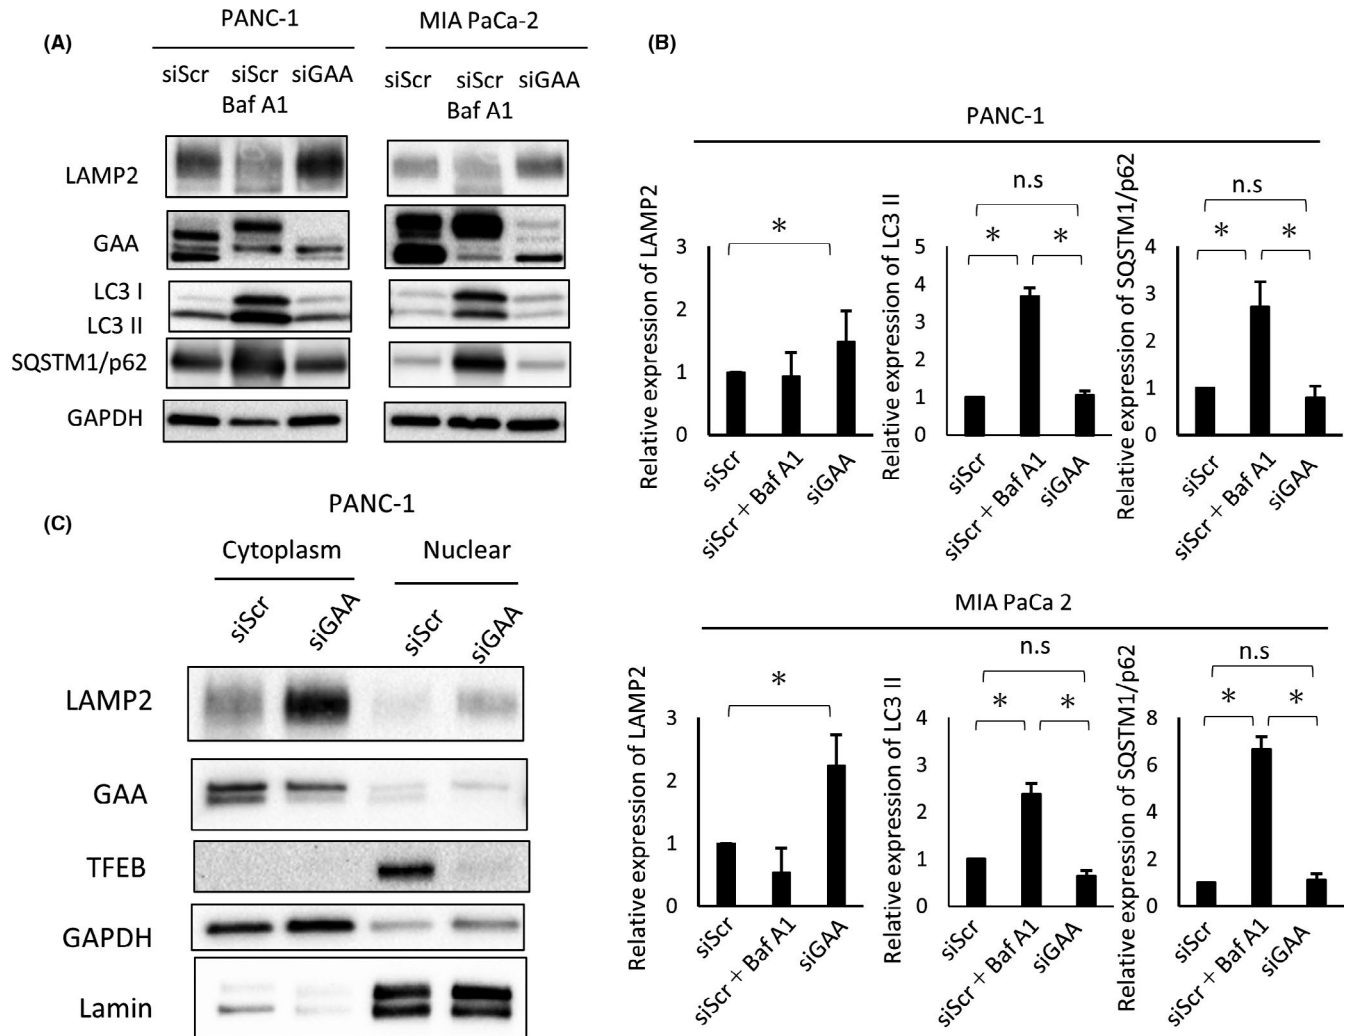 (A)
PANC-1
MIA PaCa-2
siScr
siScr
Baf A1
siGAA
siScr
siScr
Baf A1
siGAA
LAMP2
GAA
LC3 I
LC3 II
SQSTM1/p62
GAPDH
(B)
PANC-1
Relative expression of LAMP2
3
2
1
0
*
siScr
siScr + Baf A1
siGAA
Relative expression of LC3 II
5
4
3
2
1
0
n.s
*
*
siScr
siScr + Baf A1
siGAA
Relative expression of SQSTM1/p62
4
3
2
1
0
n.s
*
*
siScr
siScr + Baf A1
siGAA
MIA PaCa 2
Relative expression of LAMP2
3
2
1
0
*
siScr
siScr + Baf A1
siGAA
Relative expression of LC3 II
4
3
2
1
0
n.s
*
*
siScr
siScr + Baf A1
siGAA
Relative expression of SQSTM1/p62
8
6
4
2
0
n.s
*
*
siScr
siScr + Baf A1
siGAA
(C)
PANC-1
Cytoplasm
Nuclear
siScr
siGAA
siScr
siGAA
LAMP2
GAA
TFEB
GAPDH
Lamin